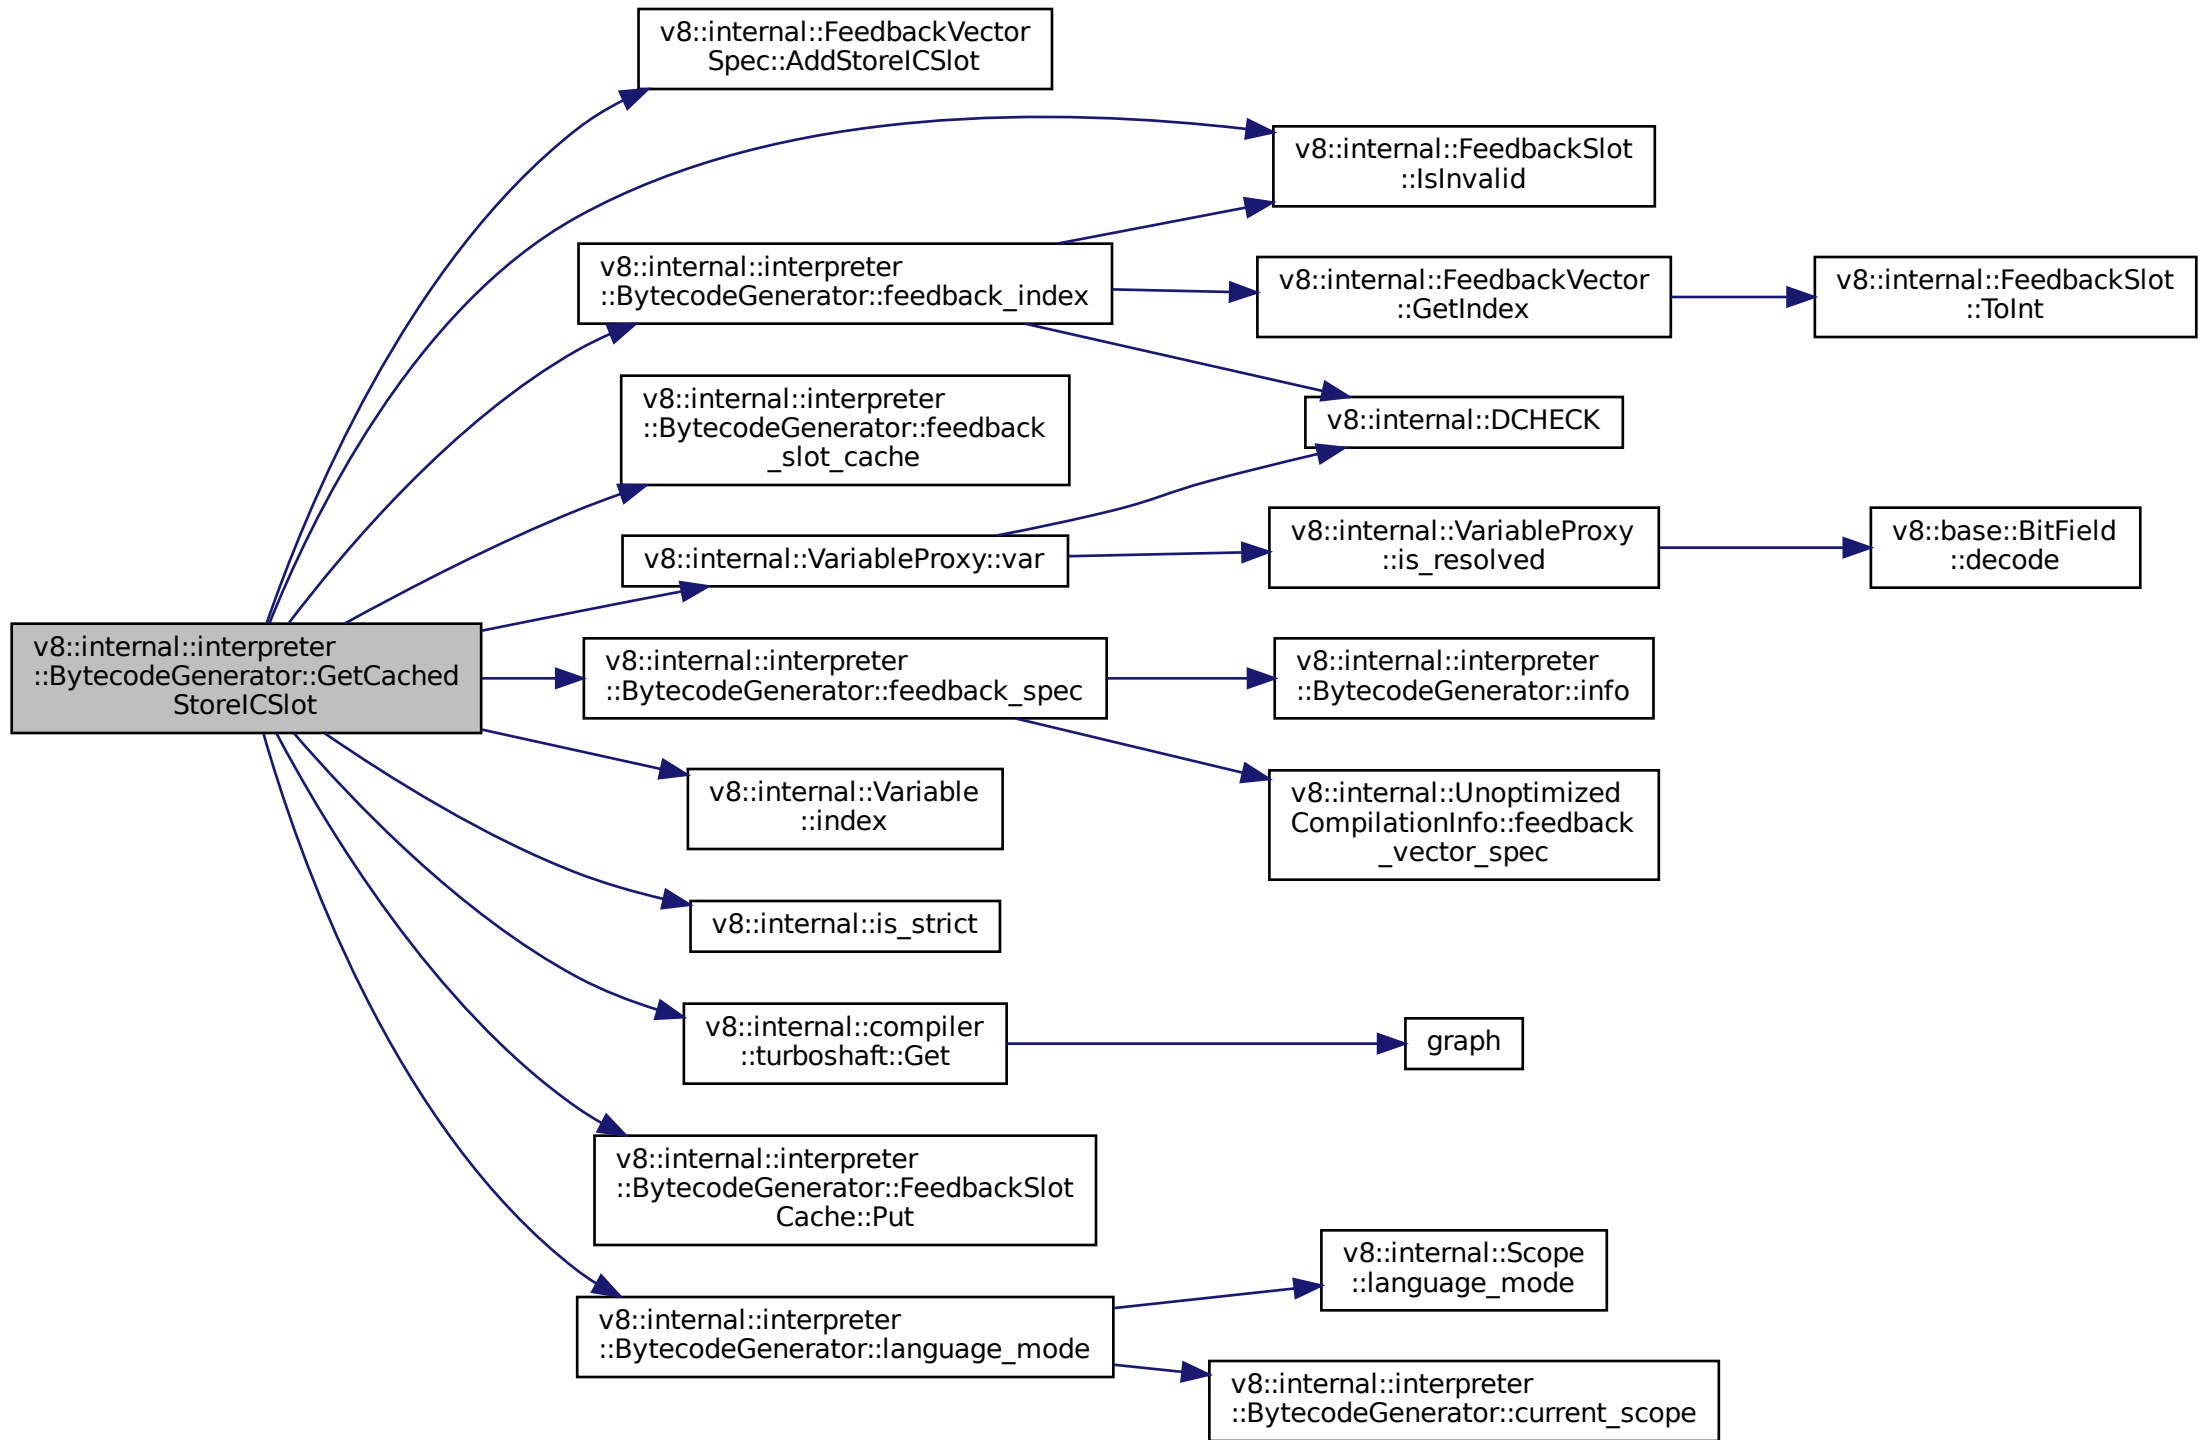 v8::internal::FeedbackVector
Spec::AddStoreICSlot
v8::internal::FeedbackSlot
::IsInvalid
v8::internal::interpreter
::BytecodeGenerator::feedback_index
v8::internal::FeedbackVector
::GetIndex
v8::internal::FeedbackSlot
::ToInt
v8::internal::interpreter
::BytecodeGenerator::feedback
_slot_cache
v8::internal::DCHECK
v8::internal::VariableProxy::var
v8::internal::VariableProxy
::is_resolved
v8::base::BitField
::decode
v8::internal::interpreter
::BytecodeGenerator::GetCached
StoreICSlot
v8::internal::interpreter
::BytecodeGenerator::feedback_spec
v8::internal::interpreter
::BytecodeGenerator::info
v8::internal::Variable
::index
v8::internal::Unoptimized
CompilationInfo::feedback
_vector_spec
v8::internal::is_strict
v8::internal::compiler
::turboshaft::Get
graph
v8::internal::interpreter
::BytecodeGenerator::FeedbackSlot
Cache::Put
v8::internal::Scope
::language_mode
v8::internal::interpreter
::BytecodeGenerator::language_mode
v8::internal::interpreter
::BytecodeGenerator::current_scope